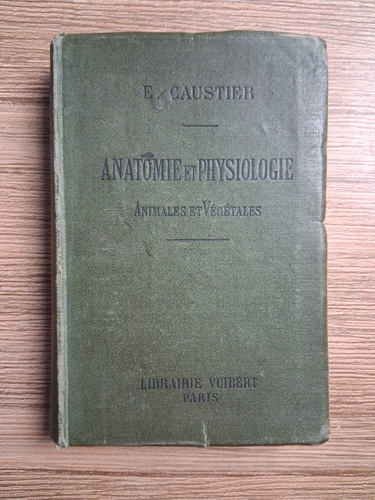 E. CAUSTIER
ANATOMIE ET PHYSIOLOGIE
ANIMALES ET VÉGÉTALES
LIBRAIRIE VUIBERT
PARIS